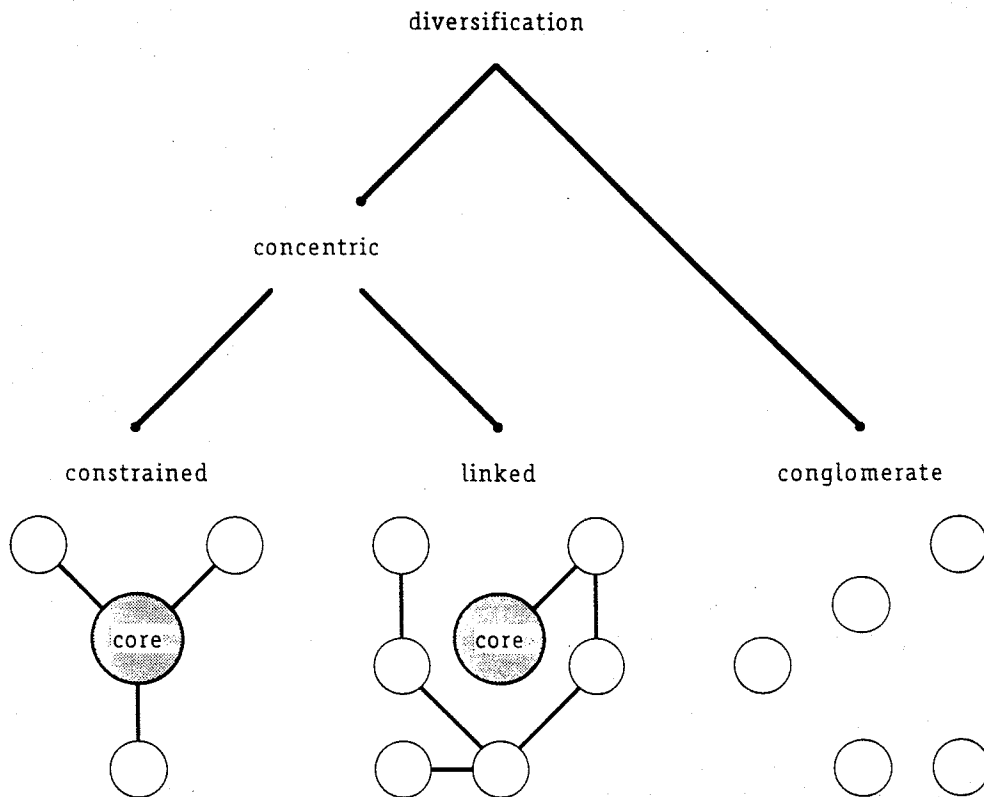 diversification
concentric
constrained
linked
conglomerate
core
core